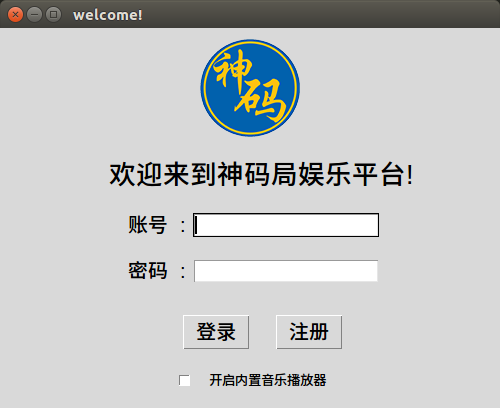 welcome!
神码
欢迎来到神码局娱乐平台!
账号 :
密码 :
登录 注册
开启内置音乐播放器